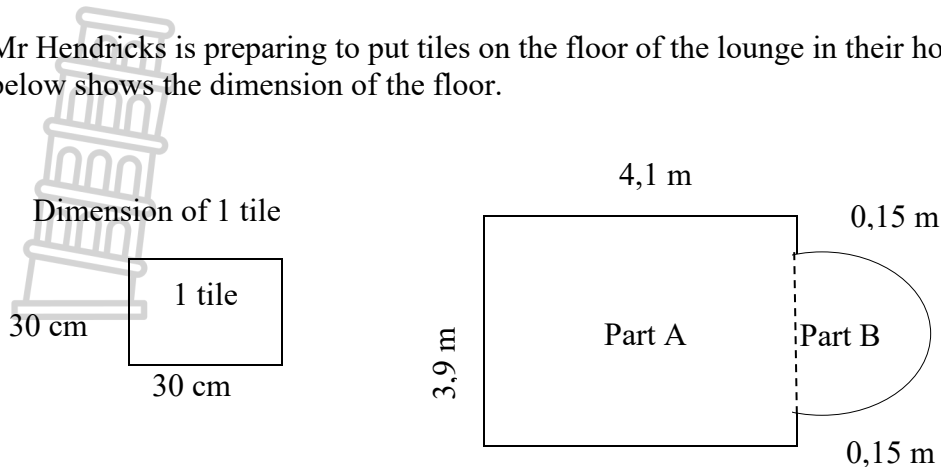 Mr Hendricks is preparing to put tiles on the floor of the lounge in their
below shows the dimension of the floor.
4,1 m
Dimension of 1 tile
0,15 m
1 tile
30 cm
Part A
Part B
3,9 m
30 cm
0,15 m